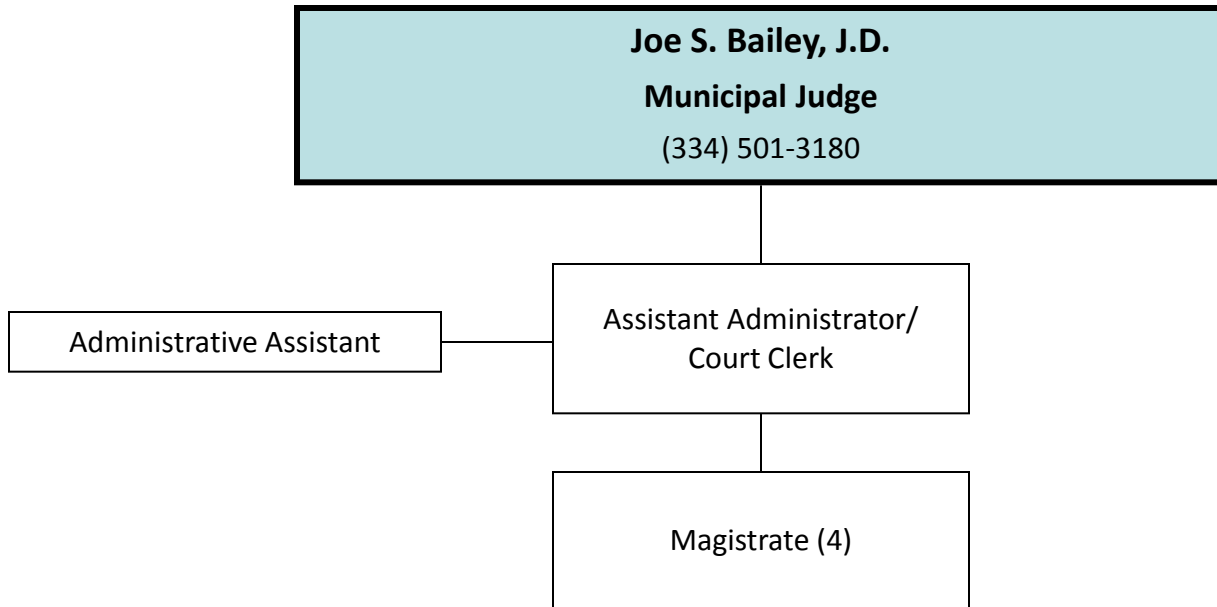 Joe S. Bailey, J.D.
Municipal Judge
(334) 501-3180
Administrative Assistant
Assistant Administrator/
Court Clerk
Magistrate (4)